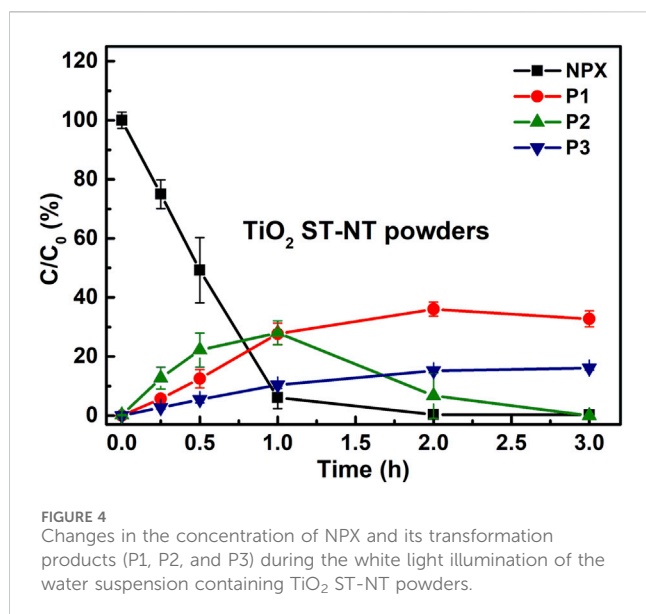 120
100
80
60
40
20
0
C/C₀ (%)
NPX
P1
P2
P3
TiO₂ ST-NT powders
0.0 0.5 1.0 1.5 2.0 2.5 3.0
Time (h)
FIGURE 4
Changes in the concentration of NPX and its transformation
products (P1, P2, and P3) during the white light illumination of the
water suspension containing TiO₂ ST-NT powders.